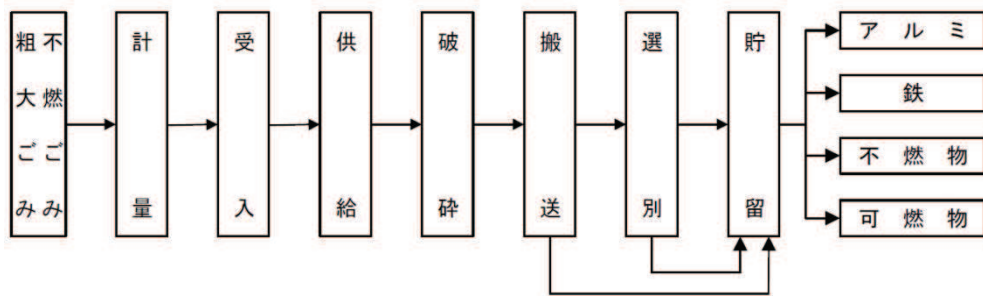 不燃ごみ
粗大ごみ
計量
受入
供給
破砕
搬送
選別
貯留
アルミ
鉄
不燃物
可燃物